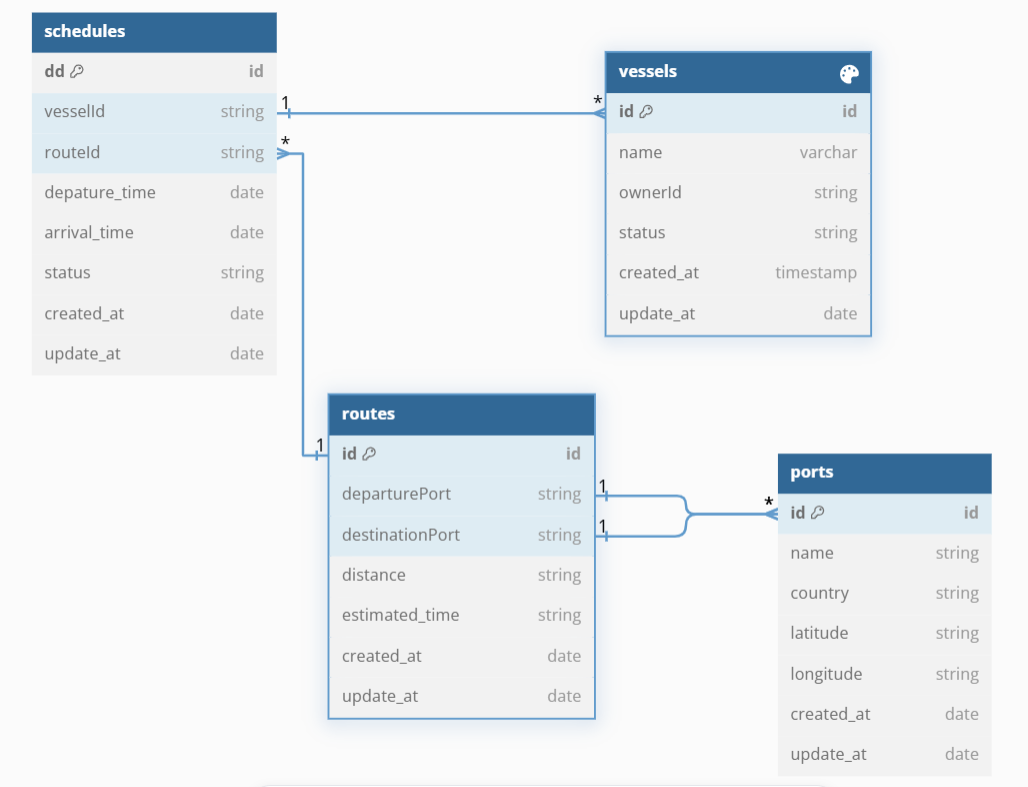 schedules
dd id
vesselId string
routeId string
depature_time date
arrival_time date
status string
created_at date
update_at date
1 *
* 1
vessels
id id
name varchar
ownerId string
status string
created_at timestamp
update_at date
routes
id id
departurePort string
destinationPort string
distance string
estimated_time string
created_at date
update_at date
1 *
1
ports
id id
name string
country string
latitude string
longitude string
created_at date
update_at date